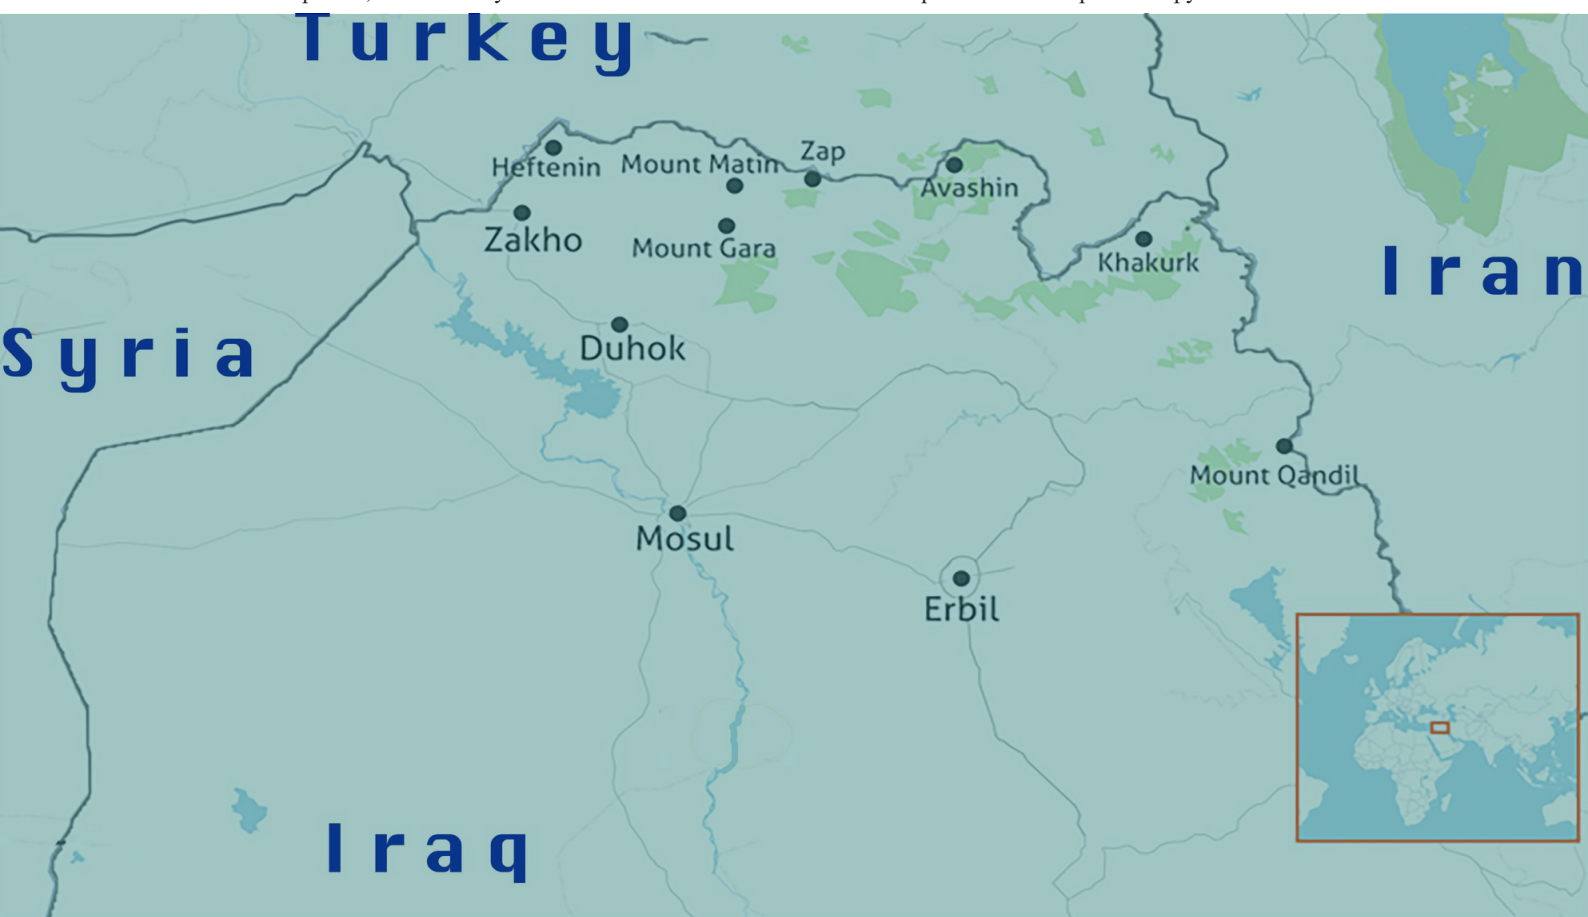 Turkey
Zap
Heftenin
Mount Matin
Avashin
Zakho
Mount Gara
Khakurk
Iran
Duhok
Syria
Mount Qandil
Mosul
Erbil
Iraq